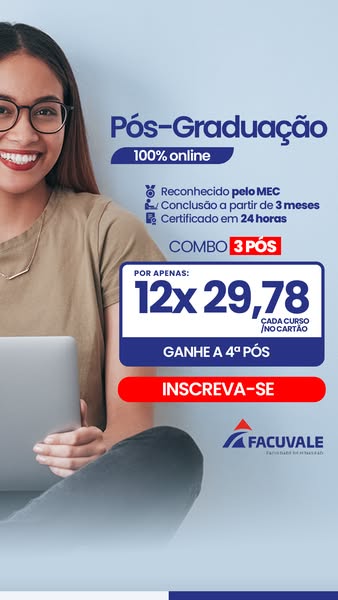 Pós-Graduação
100% online
Reconhecido pelo MEC
Conclusão a partir de 3 meses
Certificado em 24 horas
COMBO 3 PÓS
POR APENAS:
12x 29,78
CADA CURSO
/NO CARTÃO
GANHE A 4ª PÓS
INSCREVA-SE
FACUVALE